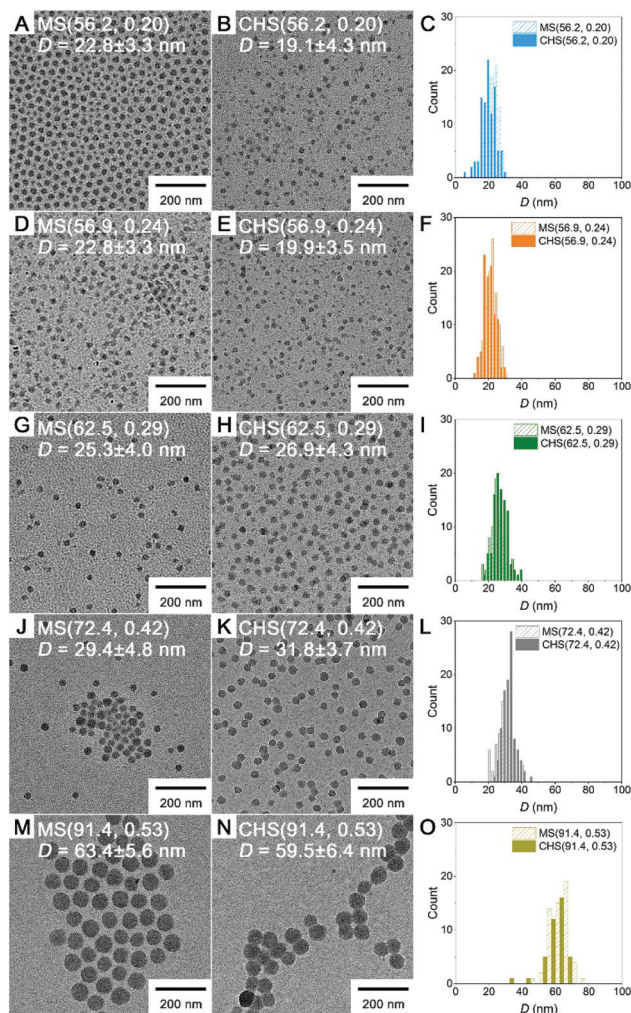 A MS(56.2, 0.20)
D = 22.8±3.3 nm
200 nm
B CHS(56.2, 0.20)
D = 19.1±4.3 nm
200 nm
C
MS(56.2, 0.20)
CHS(56.2, 0.20)
30
20
10
0
Count
0 20 40 60 80 100
D (nm)
D MS(56.9, 0.24)
D = 22.8±3.3 nm
200 nm
E CHS(56.9, 0.24)
D = 19.9±3.5 nm
200 nm
F
MS(56.9, 0.24)
CHS(56.9, 0.24)
30
20
10
0
Count
0 20 40 60 80 100
D (nm)
G MS(62.5, 0.29)
D = 25.3±4.0 nm
200 nm
H CHS(62.5, 0.29)
D = 26.9±4.3 nm
200 nm
I
MS(62.5, 0.29)
CHS(62.5, 0.29)
30
20
10
0
Count
0 20 40 60 80 100
D (nm)
J MS(72.4, 0.42)
D = 29.4±4.8 nm
200 nm
K CHS(72.4, 0.42)
D = 31.8±3.7 nm
200 nm
L
MS(72.4, 0.42)
CHS(72.4, 0.42)
30
20
10
0
Count
0 20 40 60 80 100
D (nm)
M MS(91.4, 0.53)
D = 63.4±5.6 nm
200 nm
N CHS(91.4, 0.53)
D = 59.5±6.4 nm
200 nm
O
MS(91.4, 0.53)
CHS(91.4, 0.53)
30
20
10
0
Count
0 20 40 60 80 100
D (nm)